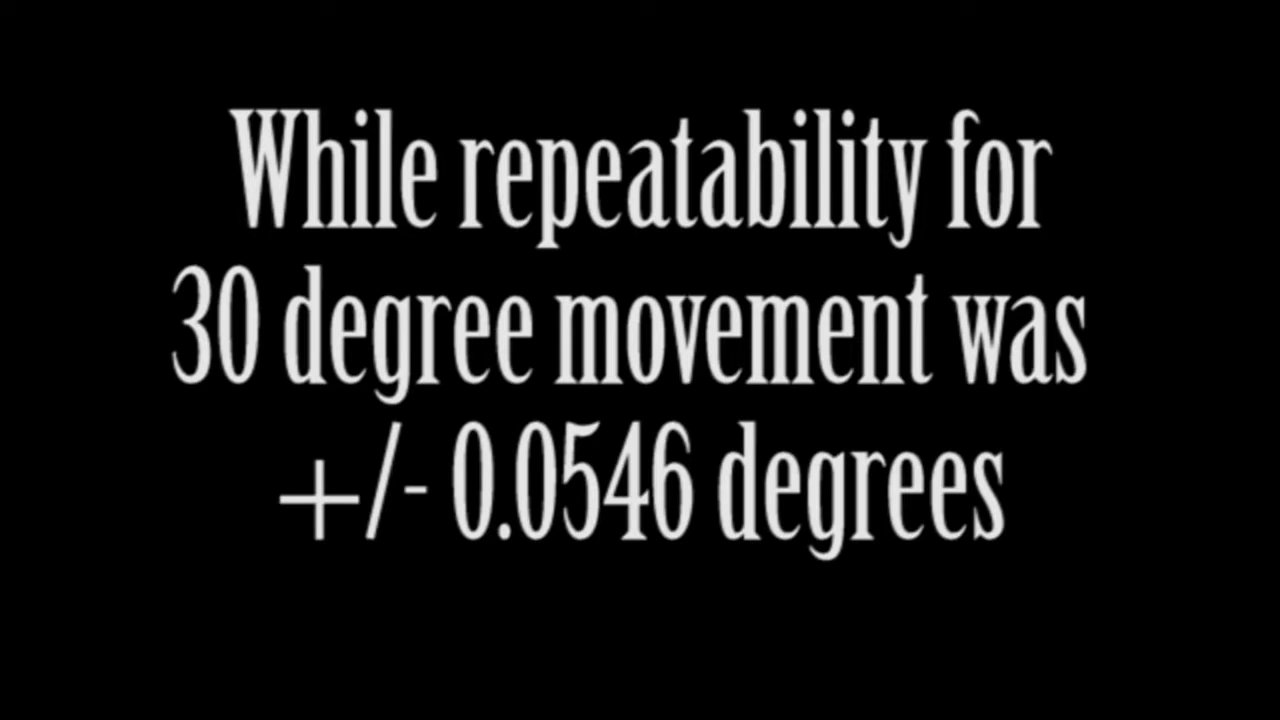 While repeatability for
30 degree movement was
+/- 0.0546 degrees